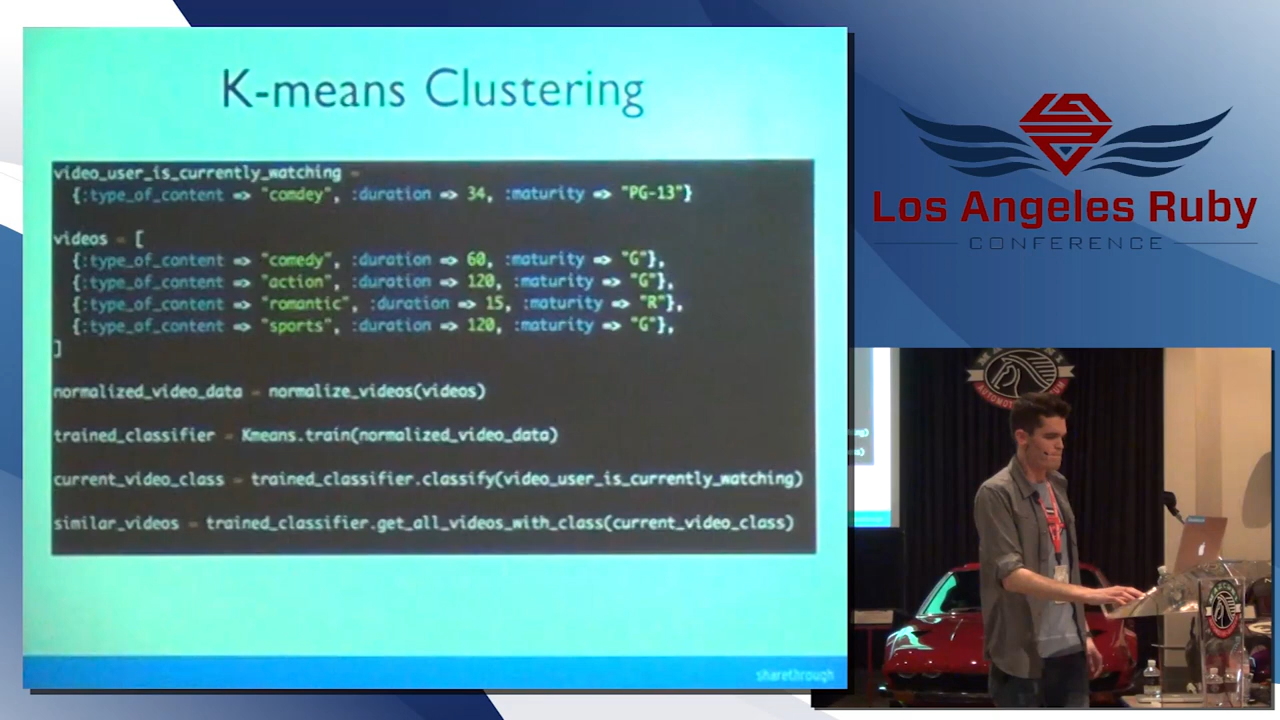 K-means Clustering
video_user_is_currently_watching =
{:type_of_content => "comdey", :duration => 34, :maturity => "PG-13"}
videos = [
{:type_of_content => "comedy", :duration => 60, :maturity => "G"},
{:type_of_content => "action", :duration => 120, :maturity => "G"},
{:type_of_content => "romantic", :duration => 15, :maturity => "R"},
{:type_of_content => "sports", :duration => 120, :maturity => "G"},
]
normalized_video_data = normalize_videos(videos)
trained_classifier = Kmeans.train(normalized_video_data)
current_video_class = trained_classifier.classify(video_user_is_currently_watching)
similar_videos = trained_classifier.get_all_videos_with_class(current_video_class)
sharethrough
Los Angeles Ruby
CONFERENCE